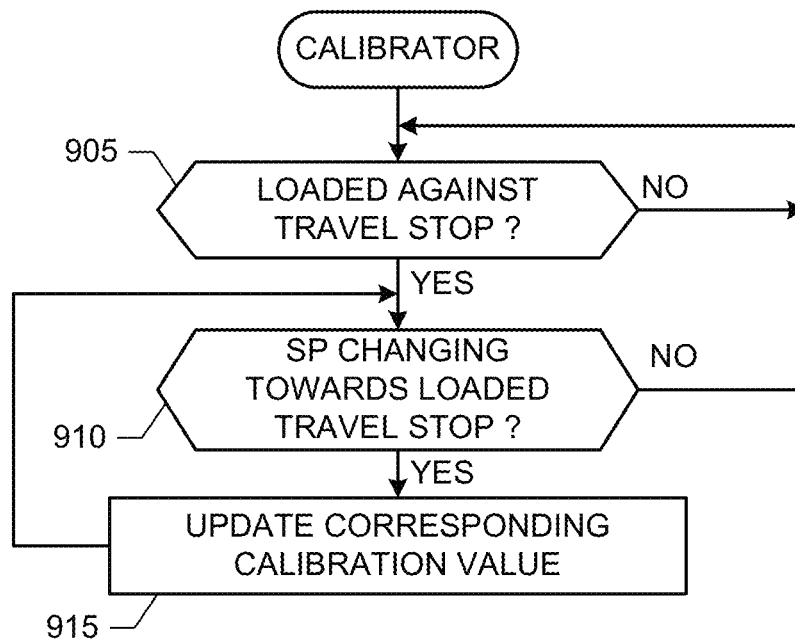 CALIBRATOR
905
LOADED AGAINST
TRAVEL STOP ?
NO
YES
SP CHANGING
TOWARDS LOADED
TRAVEL STOP ?
NO
910
YES
UPDATE CORRESPONDING
CALIBRATION VALUE
915